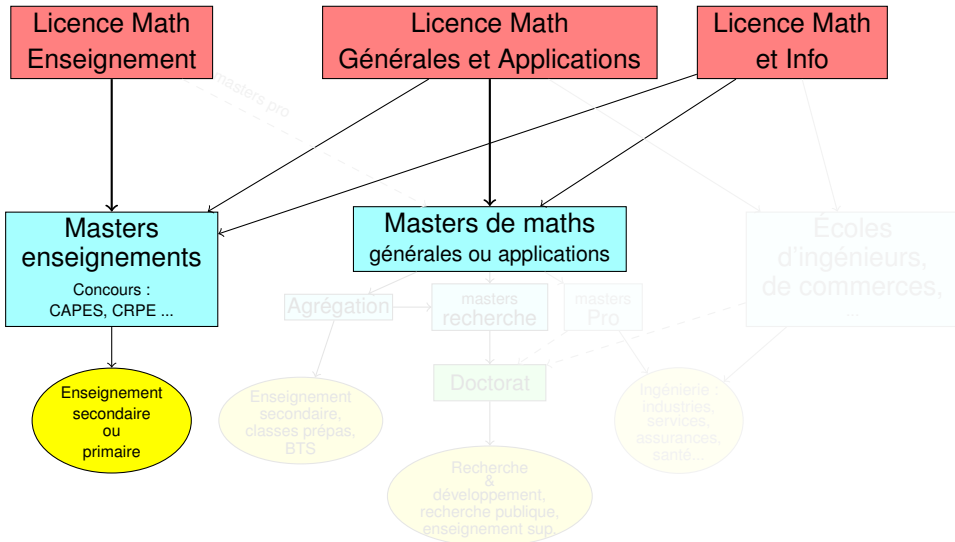 Licence Math
Enseignement
Licence Math
Générales et Applications
Licence Math
et Info
masters pro
Masters
enseignements
Concours :
CAPES, CRPE ...
Masters de maths
générales ou applications
Écoles
d'ingénieurs,
de commerces,
...
Agrégation
masters
recherche
masters
Pro
Doctorat
Enseignement
secondaire
ou
primaire
Enseignement
secondaire,
classes prépas,
BTS
Ingénierie :
industries,
services,
assurances,
santé...
Recherche
&
développement,
recherche publique,
enseignement sup.